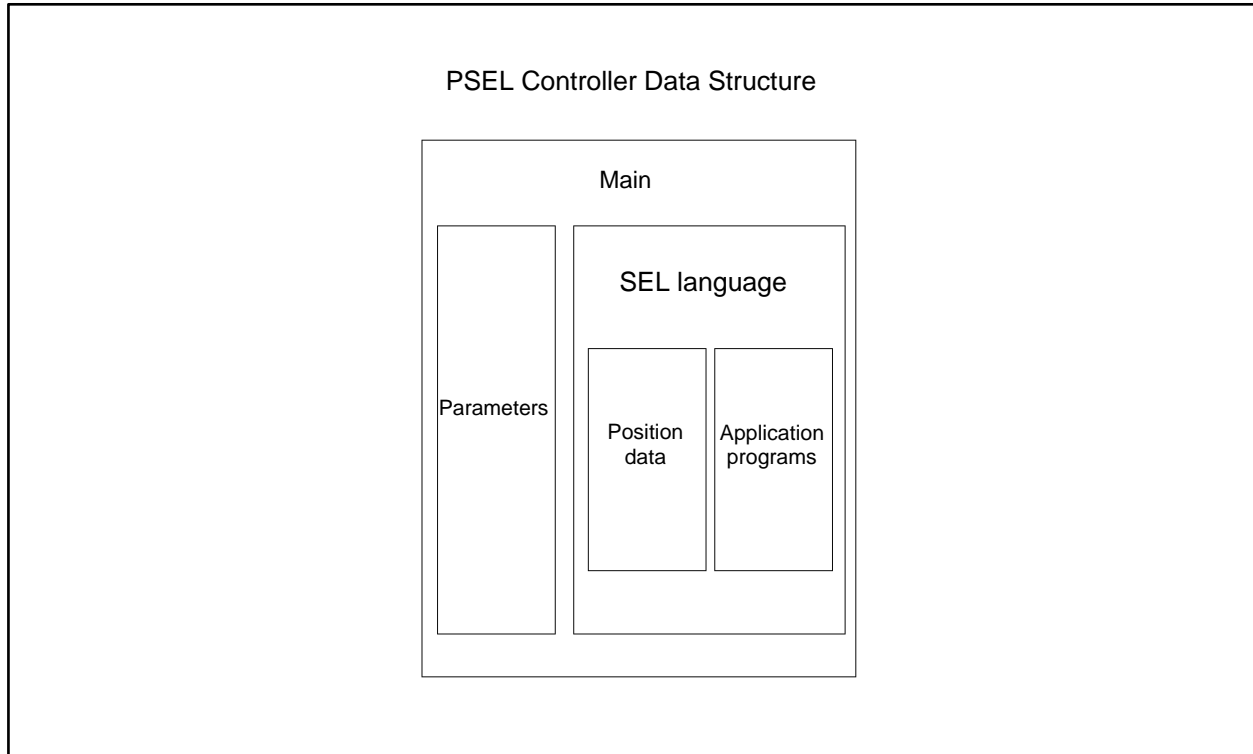 PSEL Controller Data Structure
Main
SEL language
Parameters
Position
data
Application
programs